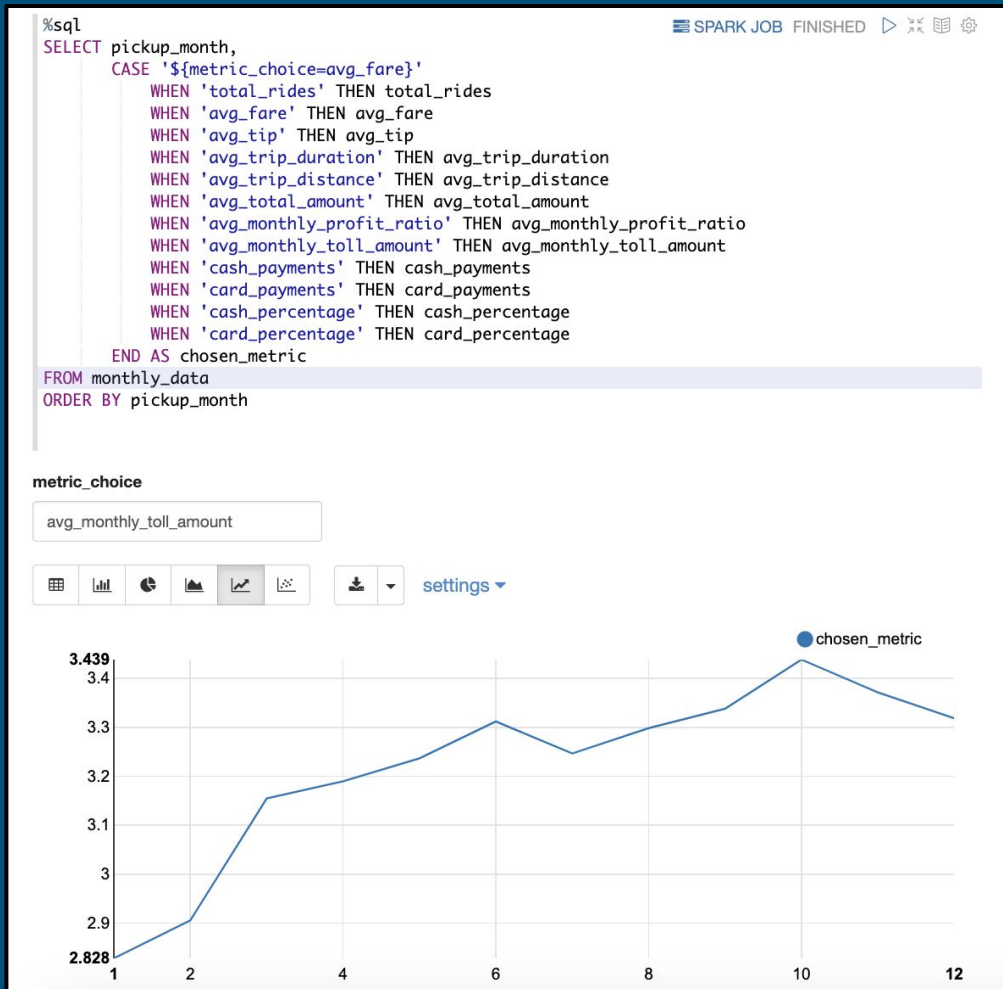 %sql
SPARK JOB FINISHED
SELECT pickup_month,
CASE '${metric_choice=avg_fare}'
WHEN 'total_rides' THEN total_rides
WHEN 'avg_fare' THEN avg_fare
WHEN 'avg_tip' THEN avg_tip
WHEN 'avg_trip_duration' THEN avg_trip_duration
WHEN 'avg_trip_distance' THEN avg_trip_distance
WHEN 'avg_total_amount' THEN avg_total_amount
WHEN 'avg_monthly_profit_ratio' THEN avg_monthly_profit_ratio
WHEN 'avg_monthly_toll_amount' THEN avg_monthly_toll_amount
WHEN 'cash_payments' THEN cash_payments
WHEN 'card_payments' THEN card_payments
WHEN 'cash_percentage' THEN cash_percentage
WHEN 'card_percentage' THEN card_percentage
END AS chosen_metric
FROM monthly_data
ORDER BY pickup_month
metric_choice
avg_monthly_toll_amount
settings
chosen_metric
3.439
3.4
3.3
3.2
3.1
3
2.9
2.828
1 2 4 6 8 10 12